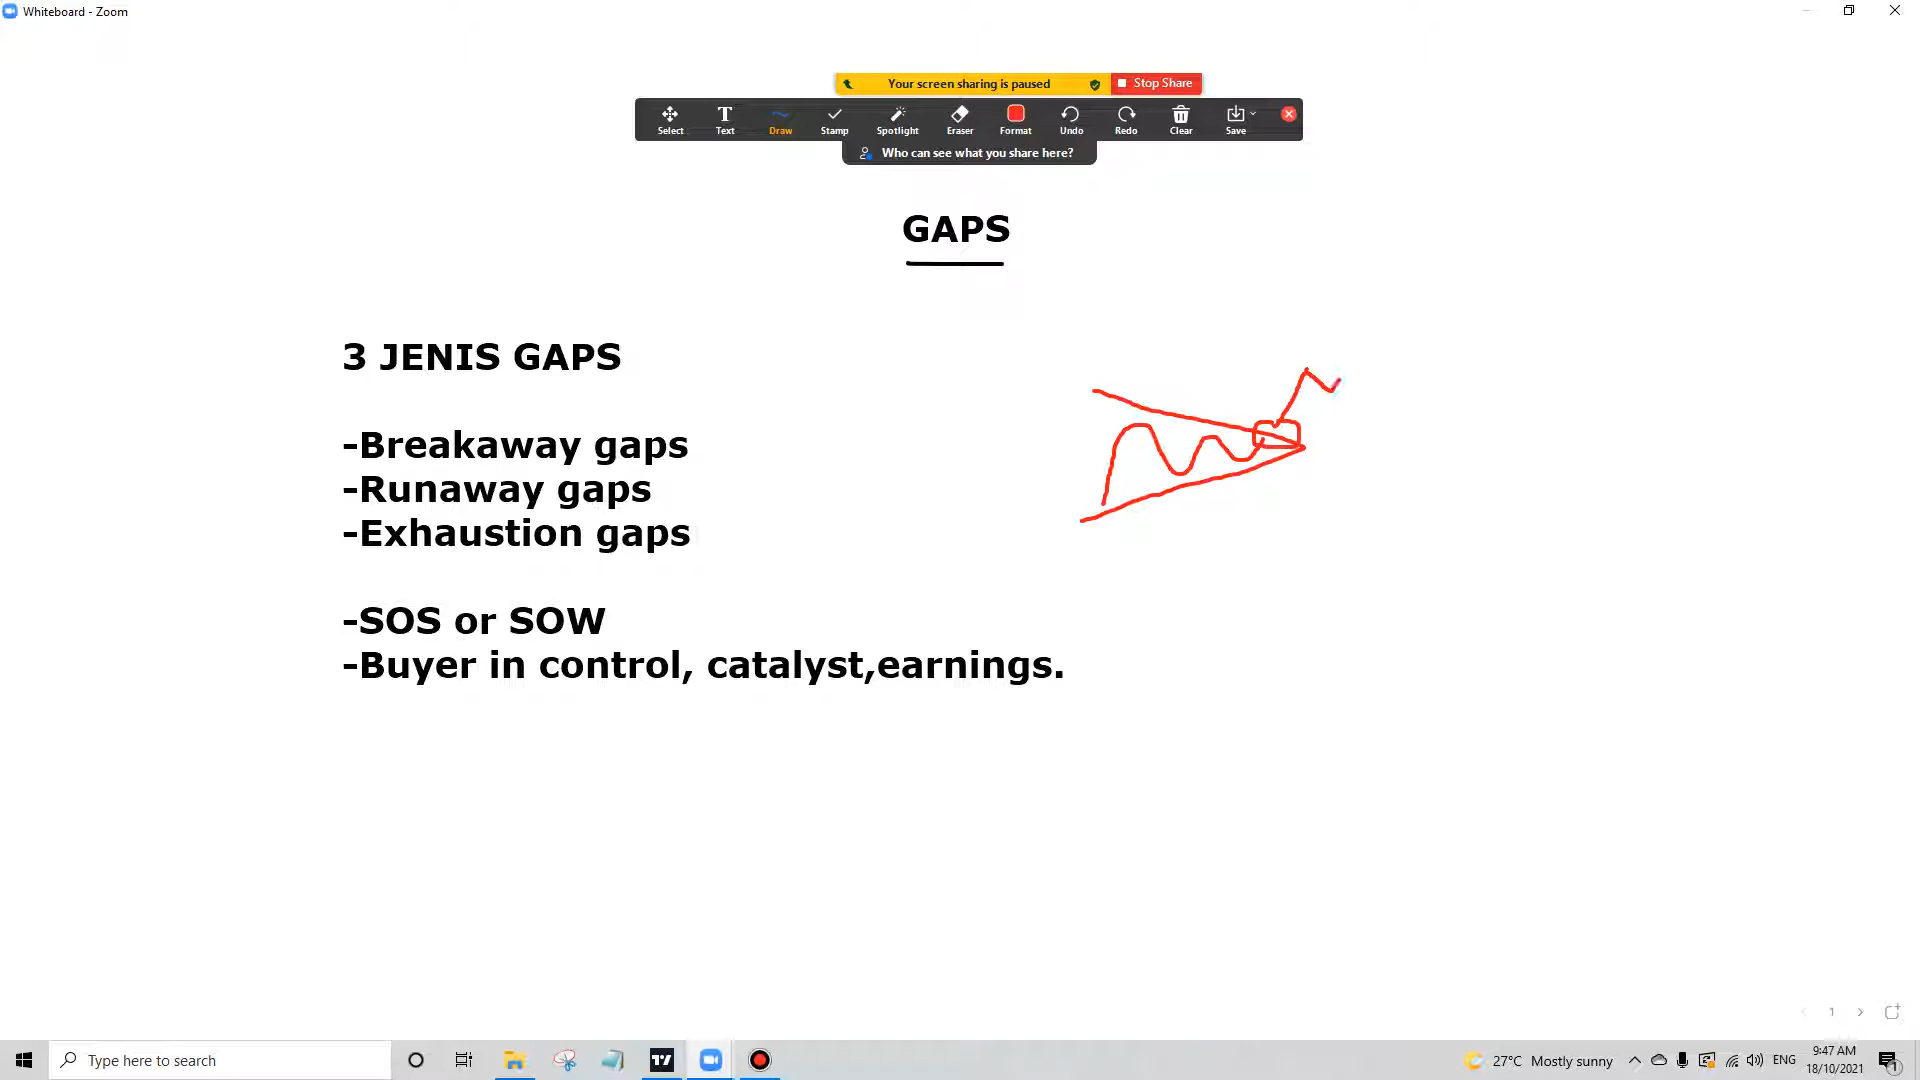 Whiteboard - Zoom
Your screen sharing is paused
Stop Share
Select Text Draw Stamp Spotlight Eraser Format Undo Redo Clear Save
Who can see what you share here?
GAPS
3 JENIS GAPS
-Breakaway gaps
-Runaway gaps
-Exhaustion gaps
-SOS or SOW
-Buyer in control, catalyst,earnings.
1
Type here to search
27°C Mostly sunny
ENG
9:47 AM
18/10/2021
1